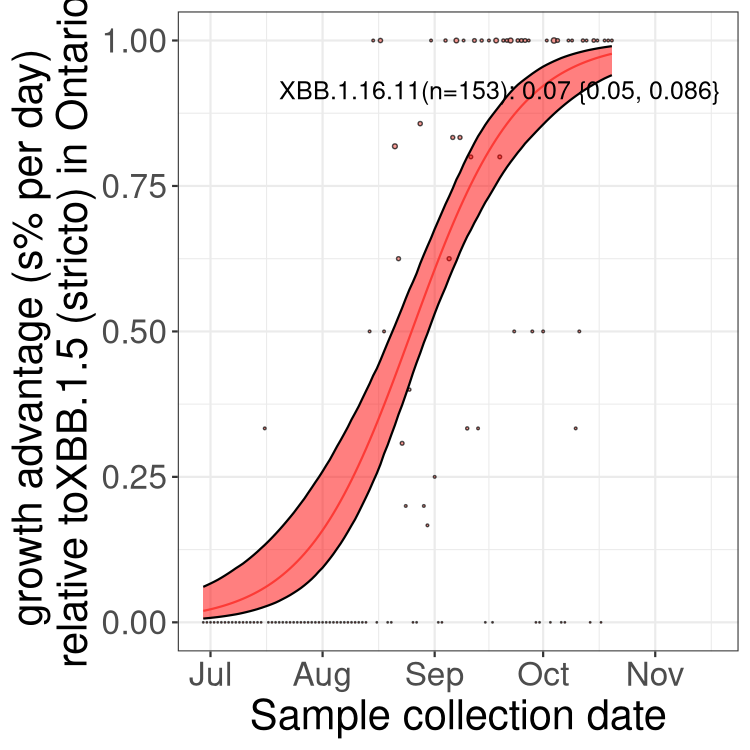 growth advantage (s% per day)
relative toXBB.1.5 (stricto) in Ontario
1.00
0.75
0.50
0.25
0.00
XBB.1.16.11(n=153): 0.07 {0.05, 0.086}
Jul Aug Sep Oct Nov
Sample collection date